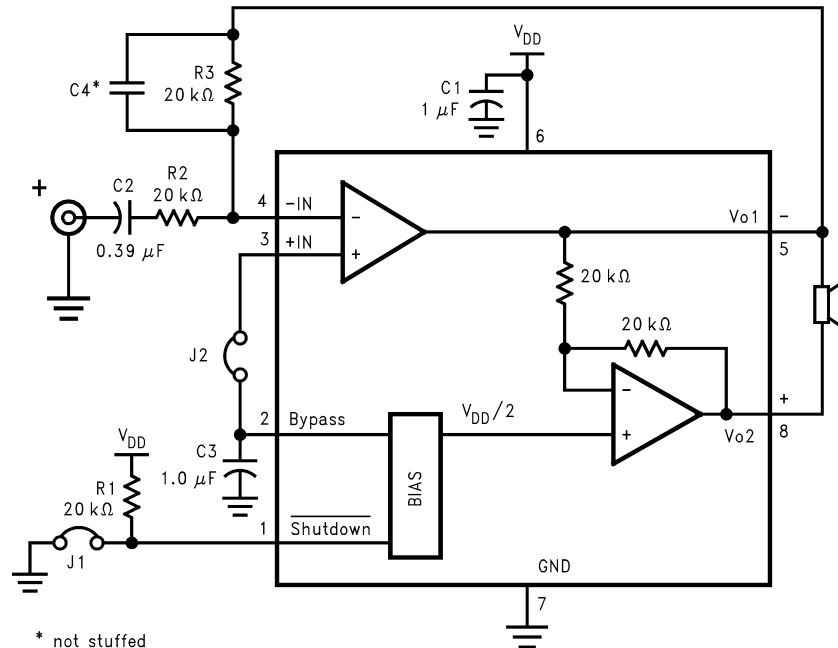 V_DD
C4*
R3
20 kΩ
C1
1 μF
6
+
C2
R2
20 kΩ
0.39 μF
4
-IN
-
3
+IN
+
Vo1
-
5
20 kΩ
20 kΩ
J2
2
Bypass
V_DD/2
-
+
+
Vo2
8
V_DD
C3
1.0 μF
R1
20 kΩ
BIAS
1
Shutdown
J1
GND
7
* not stuffed